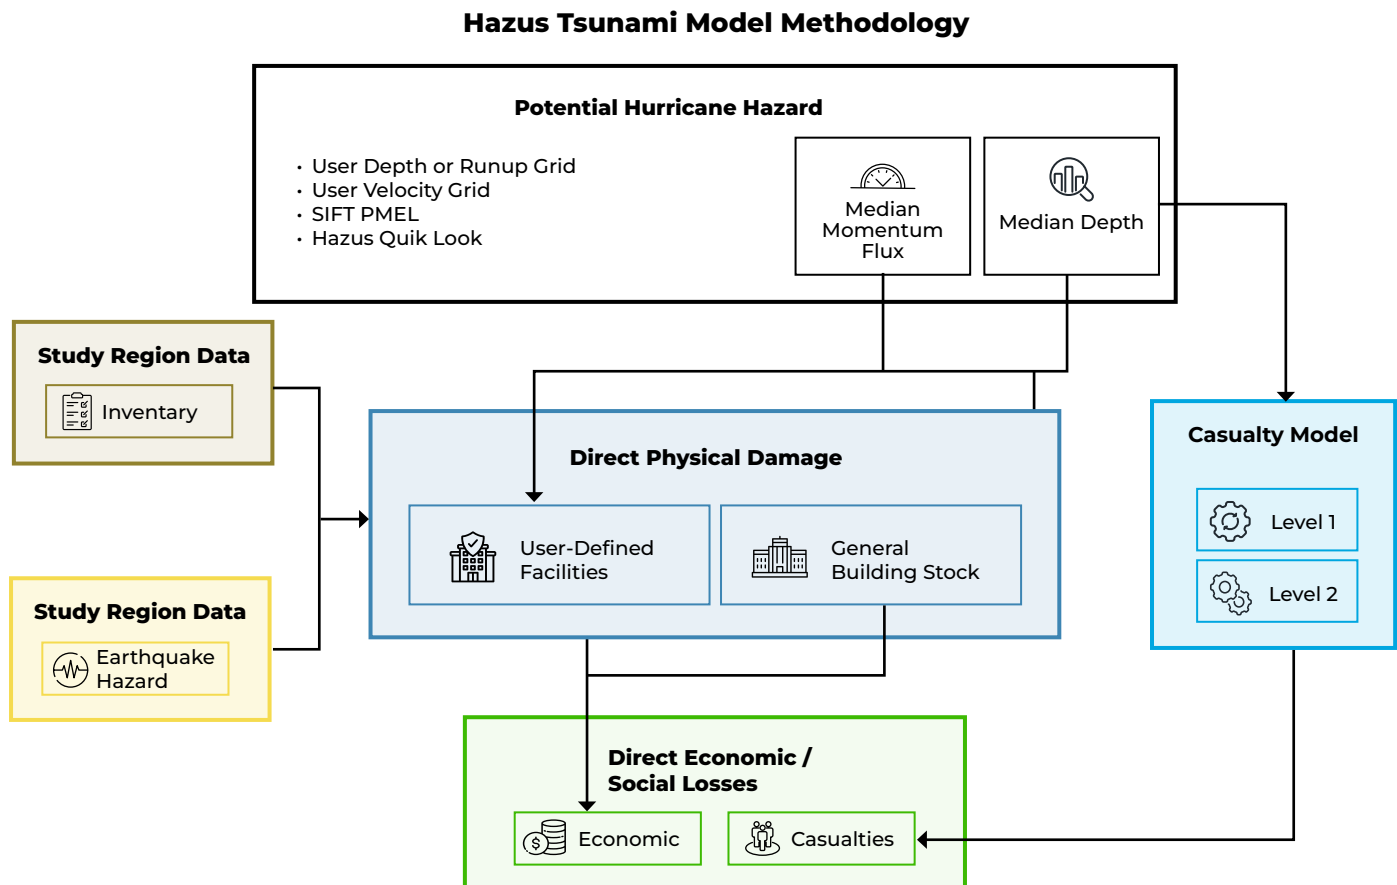 Hazus Tsunami Model Methodology
Potential Hurricane Hazard
· User Depth or Runup Grid
· User Velocity Grid
· SIFT PMEL
· Hazus Quik Look
Median
Momentum
Flux
Median Depth
Study Region Data
Inventary
Study Region Data
Earthquake
Hazard
Direct Physical Damage
User-Defined
Facilities
General
Building Stock
Casualty Model
Level 1
Level 2
Direct Economic /
Social Losses
$ Economic
Casualties